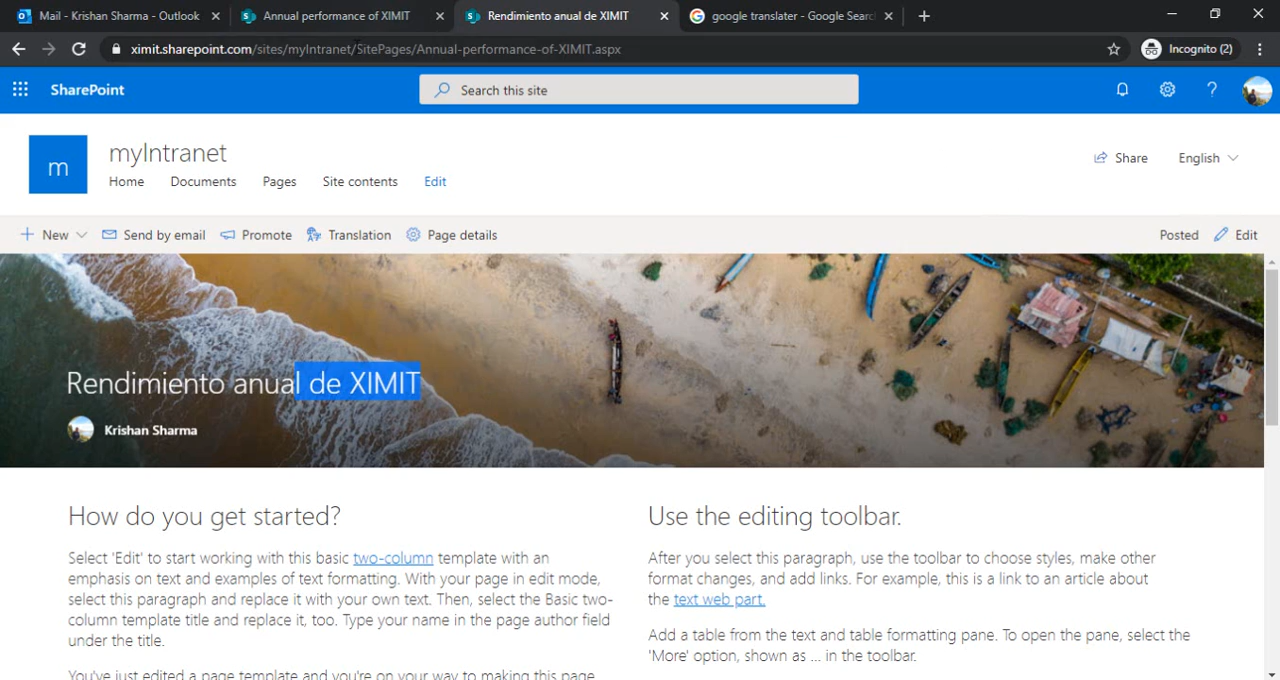 Mail - Krishan Sharma - Outlook
Annual performance of XIMIT
Rendimiento anual de XIMIT
google translater - Google Searc
ximit.sharepoint.com/sites/myIntranet/SitePages/Annual-performance-of-XIMIT.aspx
Incognito (2)
SharePoint
Search this site
m
myIntranet
Home Documents Pages Site contents Edit
Share
English
New Send by email Promote Translation Page details
Posted Edit
Rendimiento anual de XIMIT
Krishan Sharma
How do you get started?
Select 'Edit' to start working with this basic two-column template with an
emphasis on text and examples of text formatting. With your page in edit mode,
select this paragraph and replace it with your own text. Then, select the Basic two-
column template title and replace it, too. Type your name in the page author field
under the title.
You've just edited a page template and you're on your way to making this page
Use the editing toolbar.
After you select this paragraph, use the toolbar to choose styles, make other
format changes, and add links. For example, this is a link to an article about
the text web part.
Add a table from the text and table formatting pane. To open the pane, select the
'More' option, shown as ... in the toolbar.